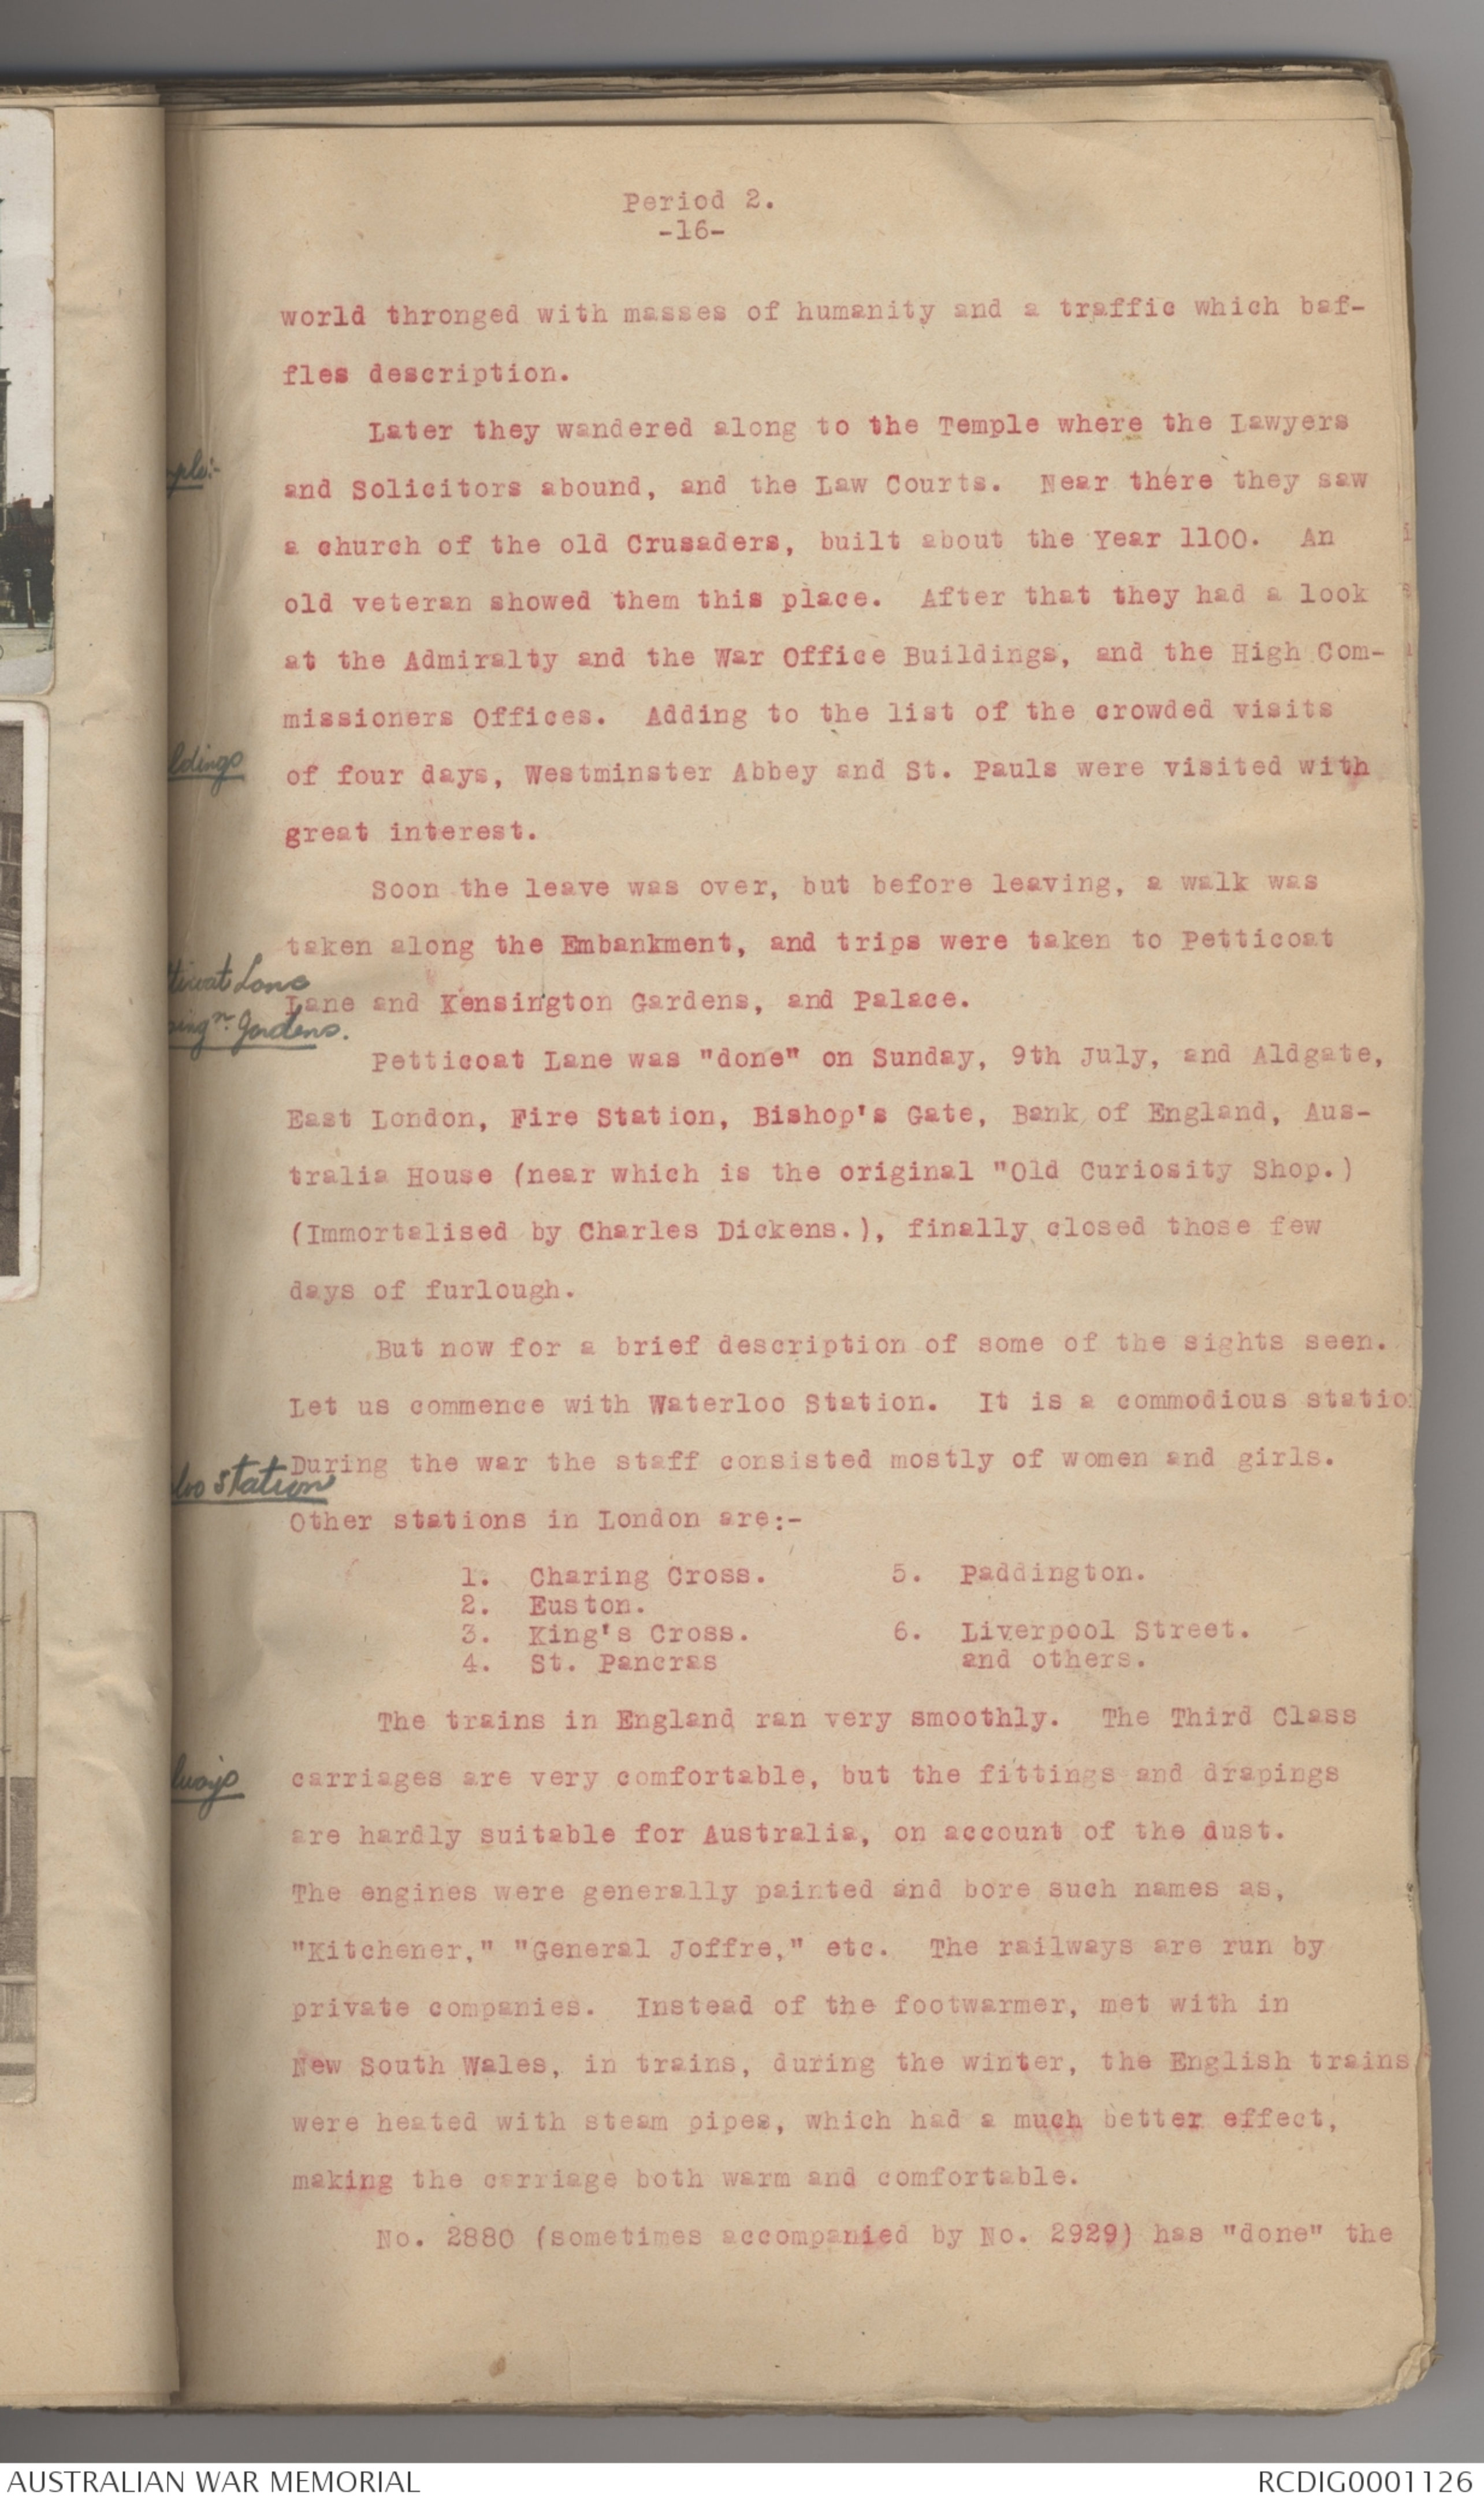 Period 2.
-16-
world thronged with masses of humanity and a traffic which baf-
fles description.
Later they wandered along to the Temple where the Lawyers
and Solicitors abound, and the Law Courts. Near there they saw
a church of the old Crusaders, built about the Year 1100. An
old veteran showed them this place. After that they had a look
at the Admiralty and the War Office Buildings, and the High Com-
missioners Offices. Adding to the list of the crowded visits
ldings
of four days, Westminster Abbey and St. Pauls were visited with
great interest.
Soon the leave was over, but before leaving, a walk was
taken along the Embankment, and trips were taken to Petticoat
ticoat Lane
Lane and Kensington Gardens, and Palace.
sing n. Gardens.
Petticoat Lane was "done" on Sunday, 9th July, and Aldgate,
East London, Fire Station, Bishop's Gate, Bank of England, Aus-
tralia House (near which is the original "Old Curiosity Shop.)
(Immortalised by Charles Dickens.), finally closed those few
days of furlough.
But now for a brief description of some of the sights seen.
Let us commence with Waterloo Station. It is a commodious statio
During the war the staff consisted mostly of women and girls.
loo Station
Other stations in London are:-
1. Charing Cross. 5. Paddington.
2. Euston.
3. King's Cross. 6. Liverpool Street.
4. St. Pancras and others.
The trains in England ran very smoothly. The Third Class
lways
carriages are very comfortable, but the fittings and drapings
are hardly suitable for Australia, on account of the dust.
The engines were generally painted and bore such names as,
"Kitchener," "General Joffre," etc. The railways are run by
private companies. Instead of the footwarmer, met with in
New South Wales, in trains, during the winter, the English trains
were heated with steam pipes, which had a much better effect,
making the carriage both warm and comfortable.
No. 2880 (sometimes accompanied by No. 2929) has "done" the
AUSTRALIAN WAR MEMORIAL
RCDIG0001126